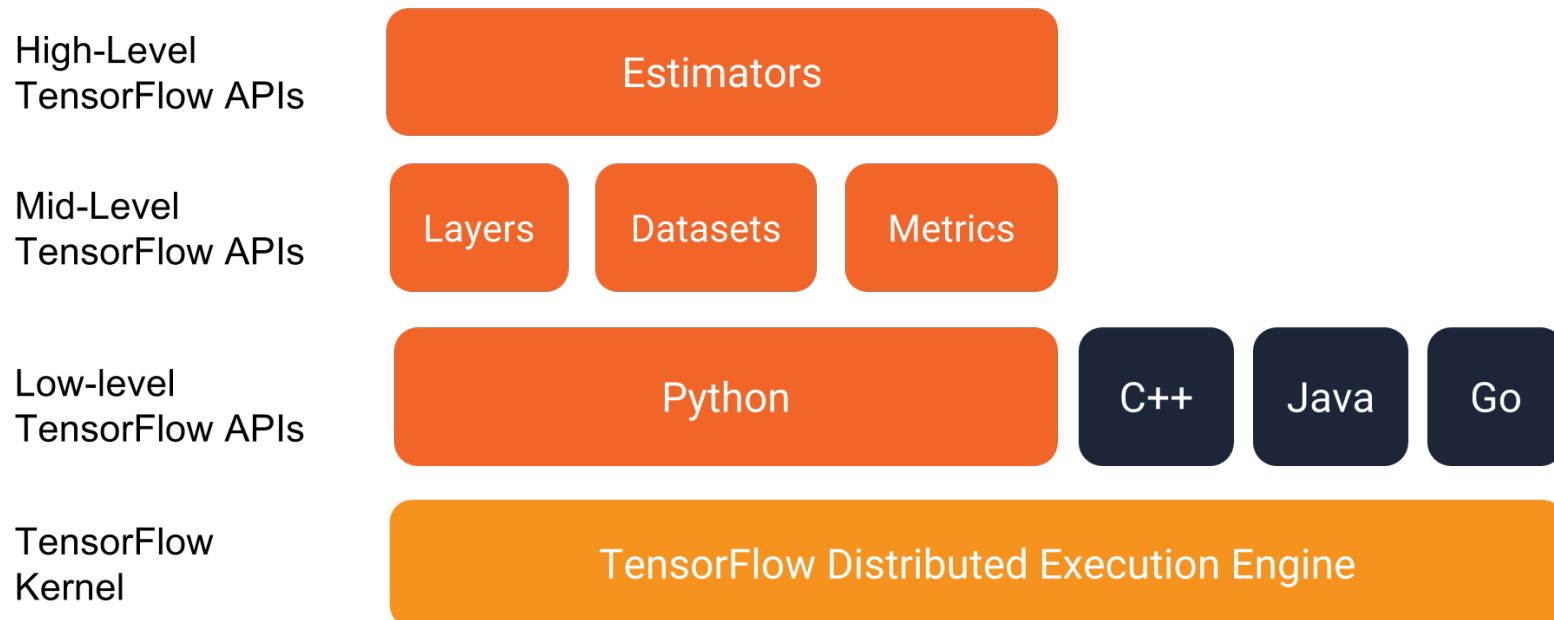 High-Level
TensorFlow APIs
Estimators
Mid-Level
TensorFlow APIs
Layers
Datasets
Metrics
Low-level
TensorFlow APIs
Python
C++
Java
Go
TensorFlow
Kernel
TensorFlow Distributed Execution Engine